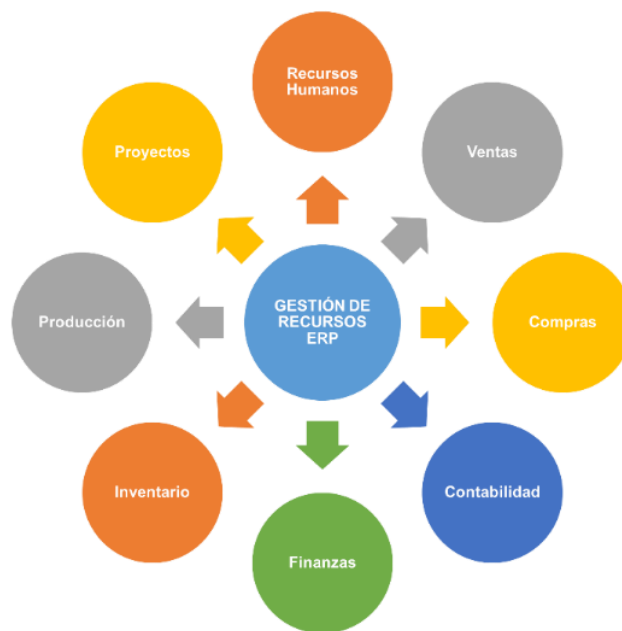 Recursos
Humanos
Proyectos
Ventas
GESTIÓN DE
RECURSOS
ERP
Producción
Compras
Inventario
Contabilidad
Finanzas